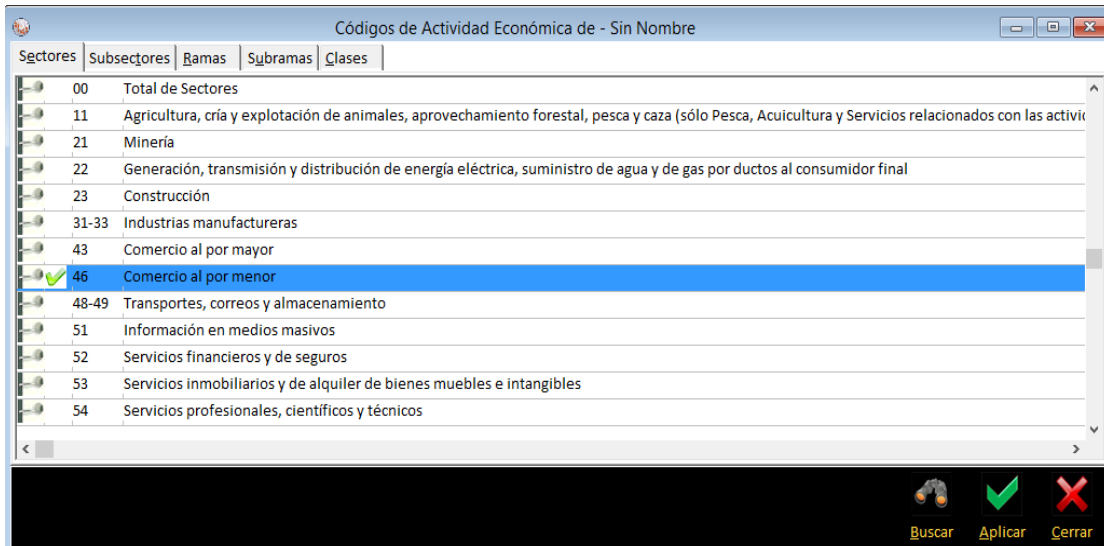 Códigos de Actividad Económica de - Sin Nombre
Sectores Subsectores Ramas Subramas Clases
00 Total de Sectores
11 Agricultura, cría y explotación de animales, aprovechamiento forestal, pesca y caza (sólo Pesca, Acuicultura y Servicios relacionados con las
21 Minería
22 Generación, transmisión y distribución de energía eléctrica, suministro de agua y de gas por ductos al consumidor final
23 Construcción
31-33 Industrias manufactureras
43 Comercio al por mayor
46 Comercio al por menor
48-49 Transportes, correos y almacenamiento
51 Información en medios masivos
52 Servicios financieros y de seguros
53 Servicios inmobiliarios y de alquiler de bienes muebles e intangibles
54 Servicios profesionales, científicos y técnicos
Buscar Aplicar Cerrar